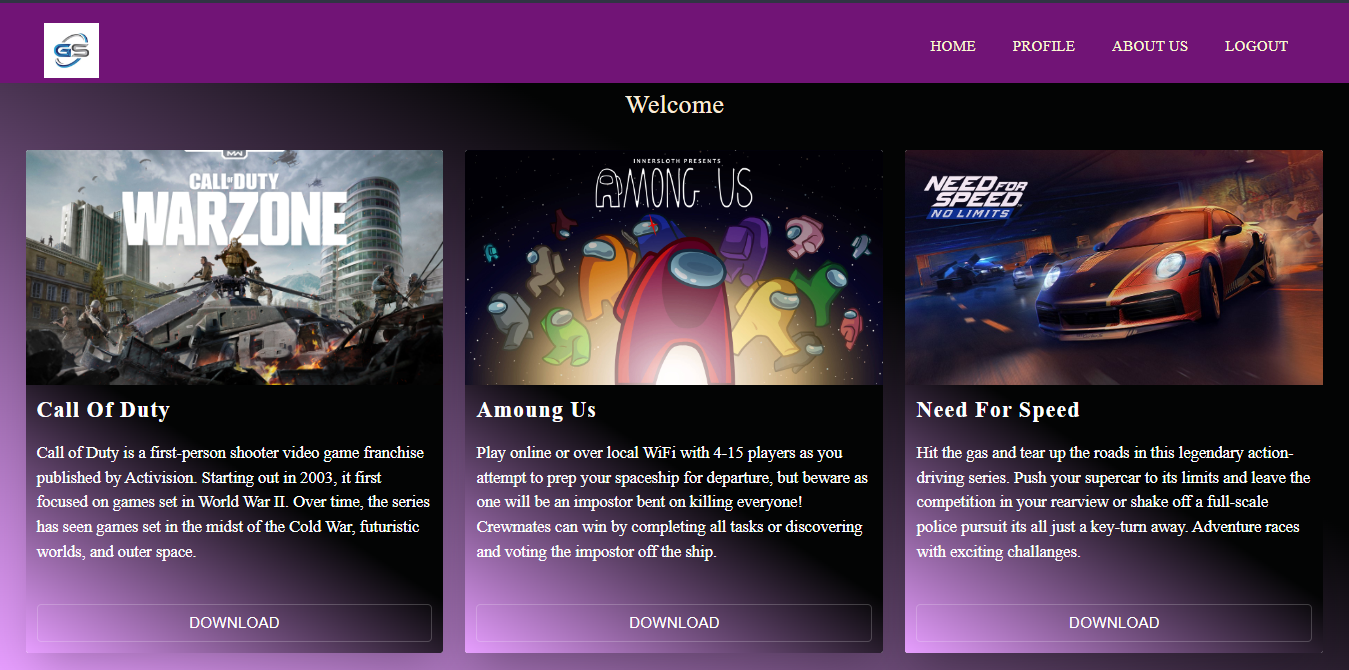 GS
HOME PROFILE ABOUT US LOGOUT
Welcome
MW
CALL OF DUTY
WARZONE
INNERSLOTH PRESENTS
AMONG US
NEED FOR
SPEED
NO LIMITS
Call Of Duty
Call of Duty is a first-person shooter video game franchise
published by Activision. Starting out in 2003, it first
focused on games set in World War II. Over time, the series
has seen games set in the midst of the Cold War, futuristic
worlds, and outer space.
DOWNLOAD
Amoung Us
Play online or over local WiFi with 4-15 players as you
attempt to prep your spaceship for departure, but beware as
one will be an impostor bent on killing everyone!
Crewmates can win by completing all tasks or discovering
and voting the impostor off the ship.
DOWNLOAD
Need For Speed
Hit the gas and tear up the roads in this legendary action-
driving series. Push your supercar to its limits and leave the
competition in your rearview or shake off a full-scale
police pursuit its all just a key-turn away. Adventure races
with exciting challanges.
DOWNLOAD